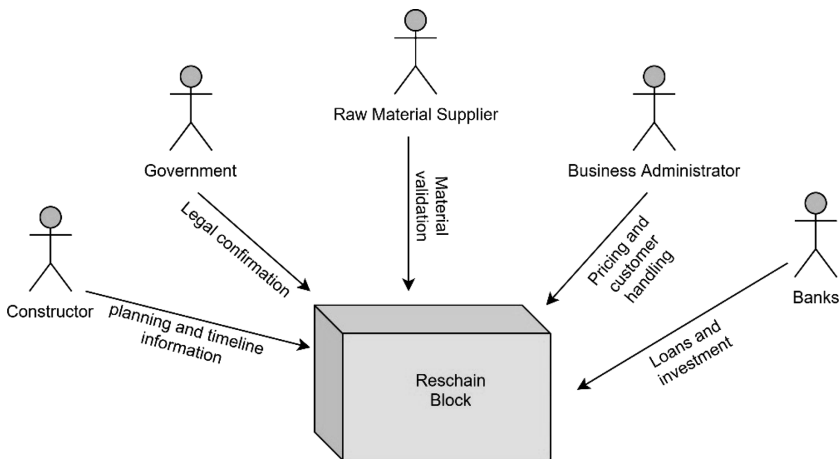 Raw Material Supplier
Government
Business Administrator
Constructor
Banks
Legal confirmation
Material
validation
Pricing and
customer
handling
planning and timeline
information
Loans and
investment
Reschain
Block